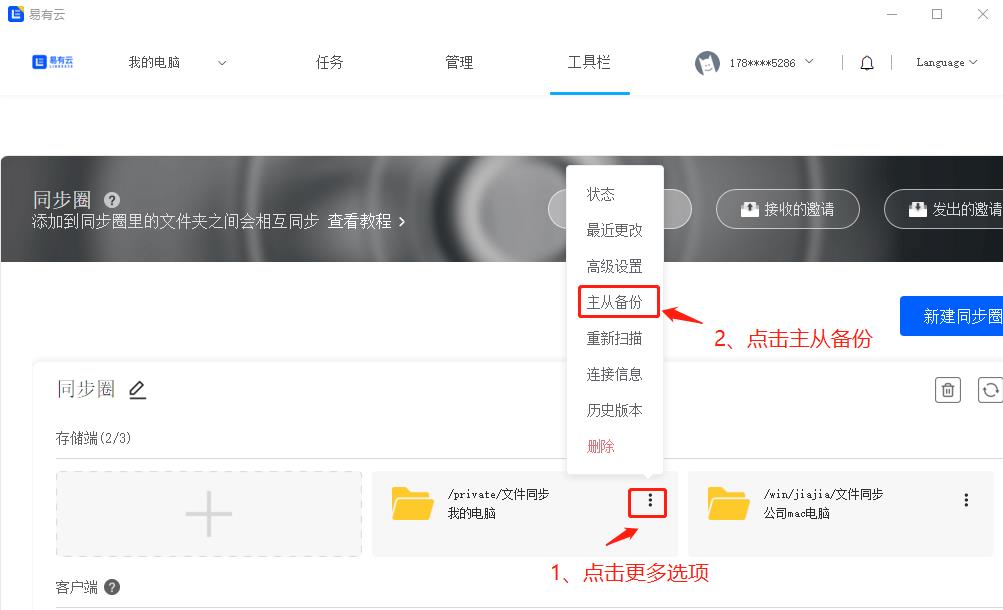 易有云
易有云
LINKEASE
我的电脑
任务
管理
工具栏
178****5286
Language
同步圈 ?
添加到同步圈里的文件夹之间会相互同步 查看教程 >
接收的邀请
发出的邀请
状态
最近更改
高级设置
主从备份
重新扫描
连接信息
历史版本
删除
2、点击主从备份
新建同步圈
同步圈
存储端(2/3)
/private/文件同步
我的电脑
/win/jiajia/文件同步
公司mac电脑
1、点击更多选项
客户端 ?